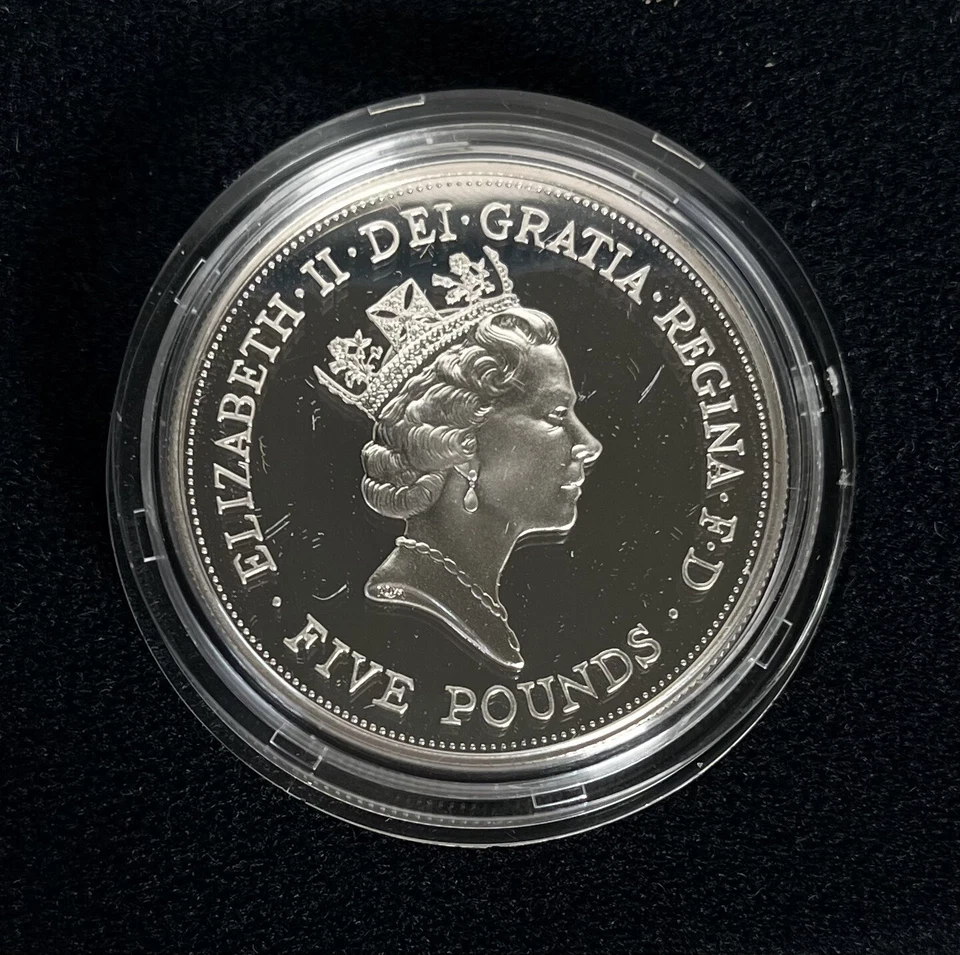 ELIZABETH·II·DEI·GRATIA·REGINA·F·D·
FIVE POUNDS